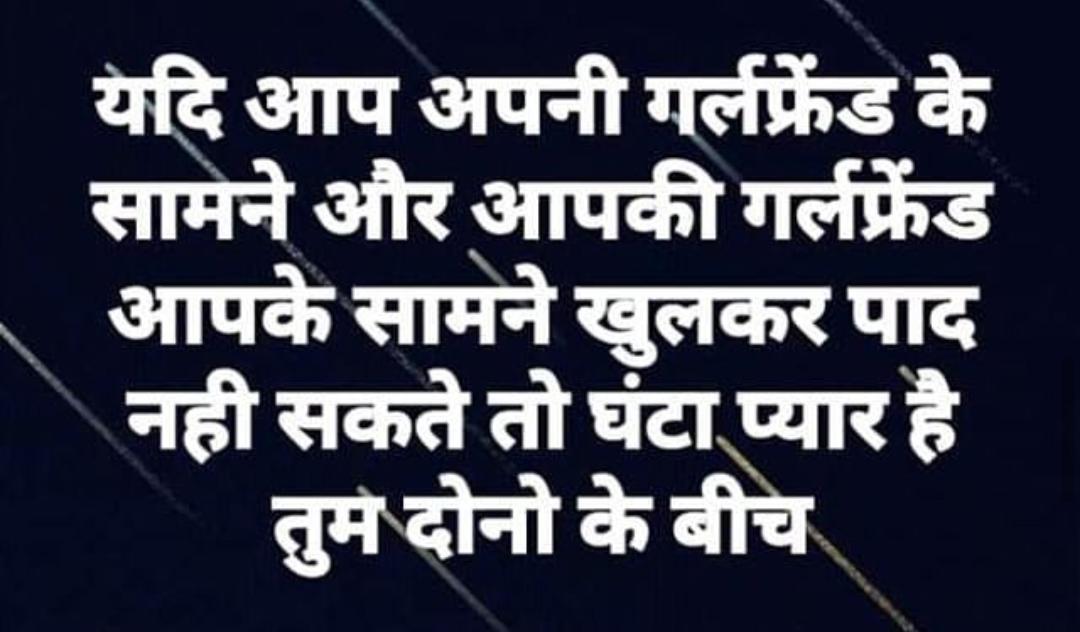 यदि आप अपनी गर्लफ्रेंड के
सामने और आपकी गर्लफ्रेंड
आपके सामने खुलकर पाद
नही सकते तो घंटा प्यार है
तुम दोनो के बीच